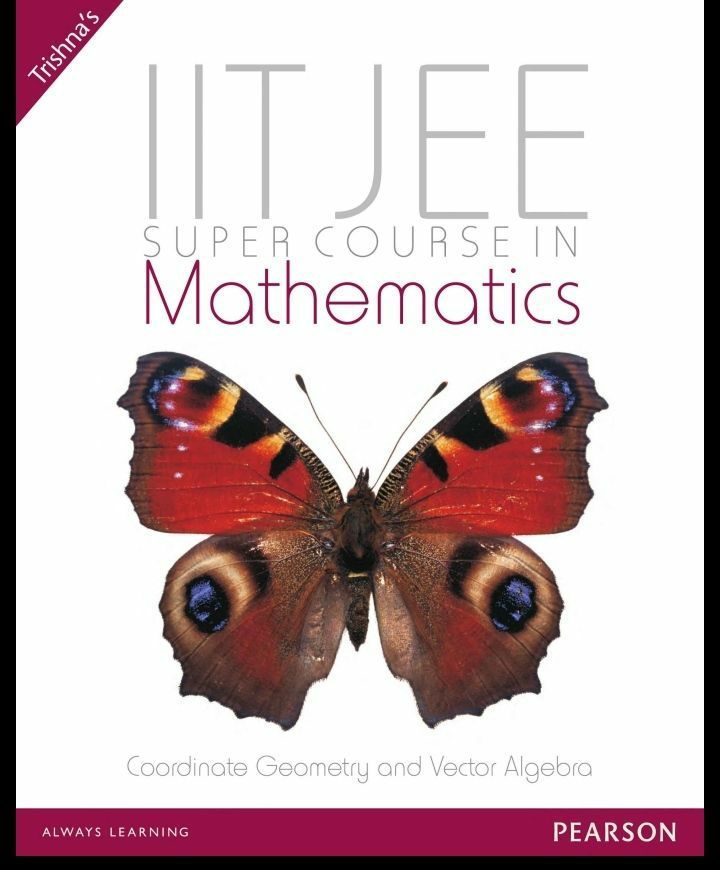 Trishna's
IIT JEE
SUPER COURSE IN
Mathematics
Coordinate Geometry and Vector Algebra
ALWAYS LEARNING
PEARSON